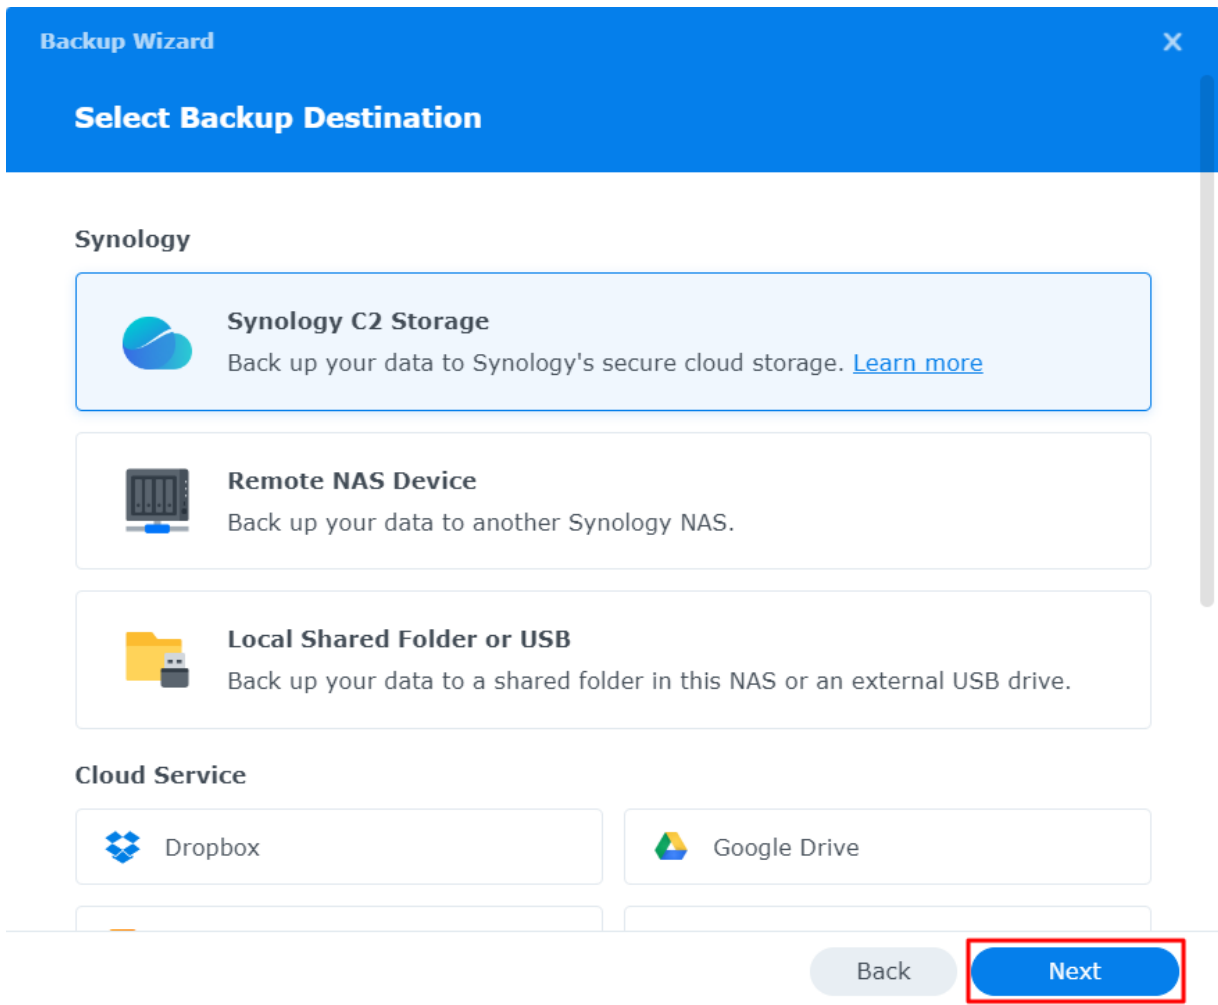 Backup Wizard
Select Backup Destination
Synology
Synology C2 Storage
Back up your data to Synology's secure cloud storage. Learn more
Remote NAS Device
Back up your data to another Synology NAS.
Local Shared Folder or USB
Back up your data to a shared folder in this NAS or an external USB drive.
Cloud Service
Dropbox
Google Drive
Back
Next